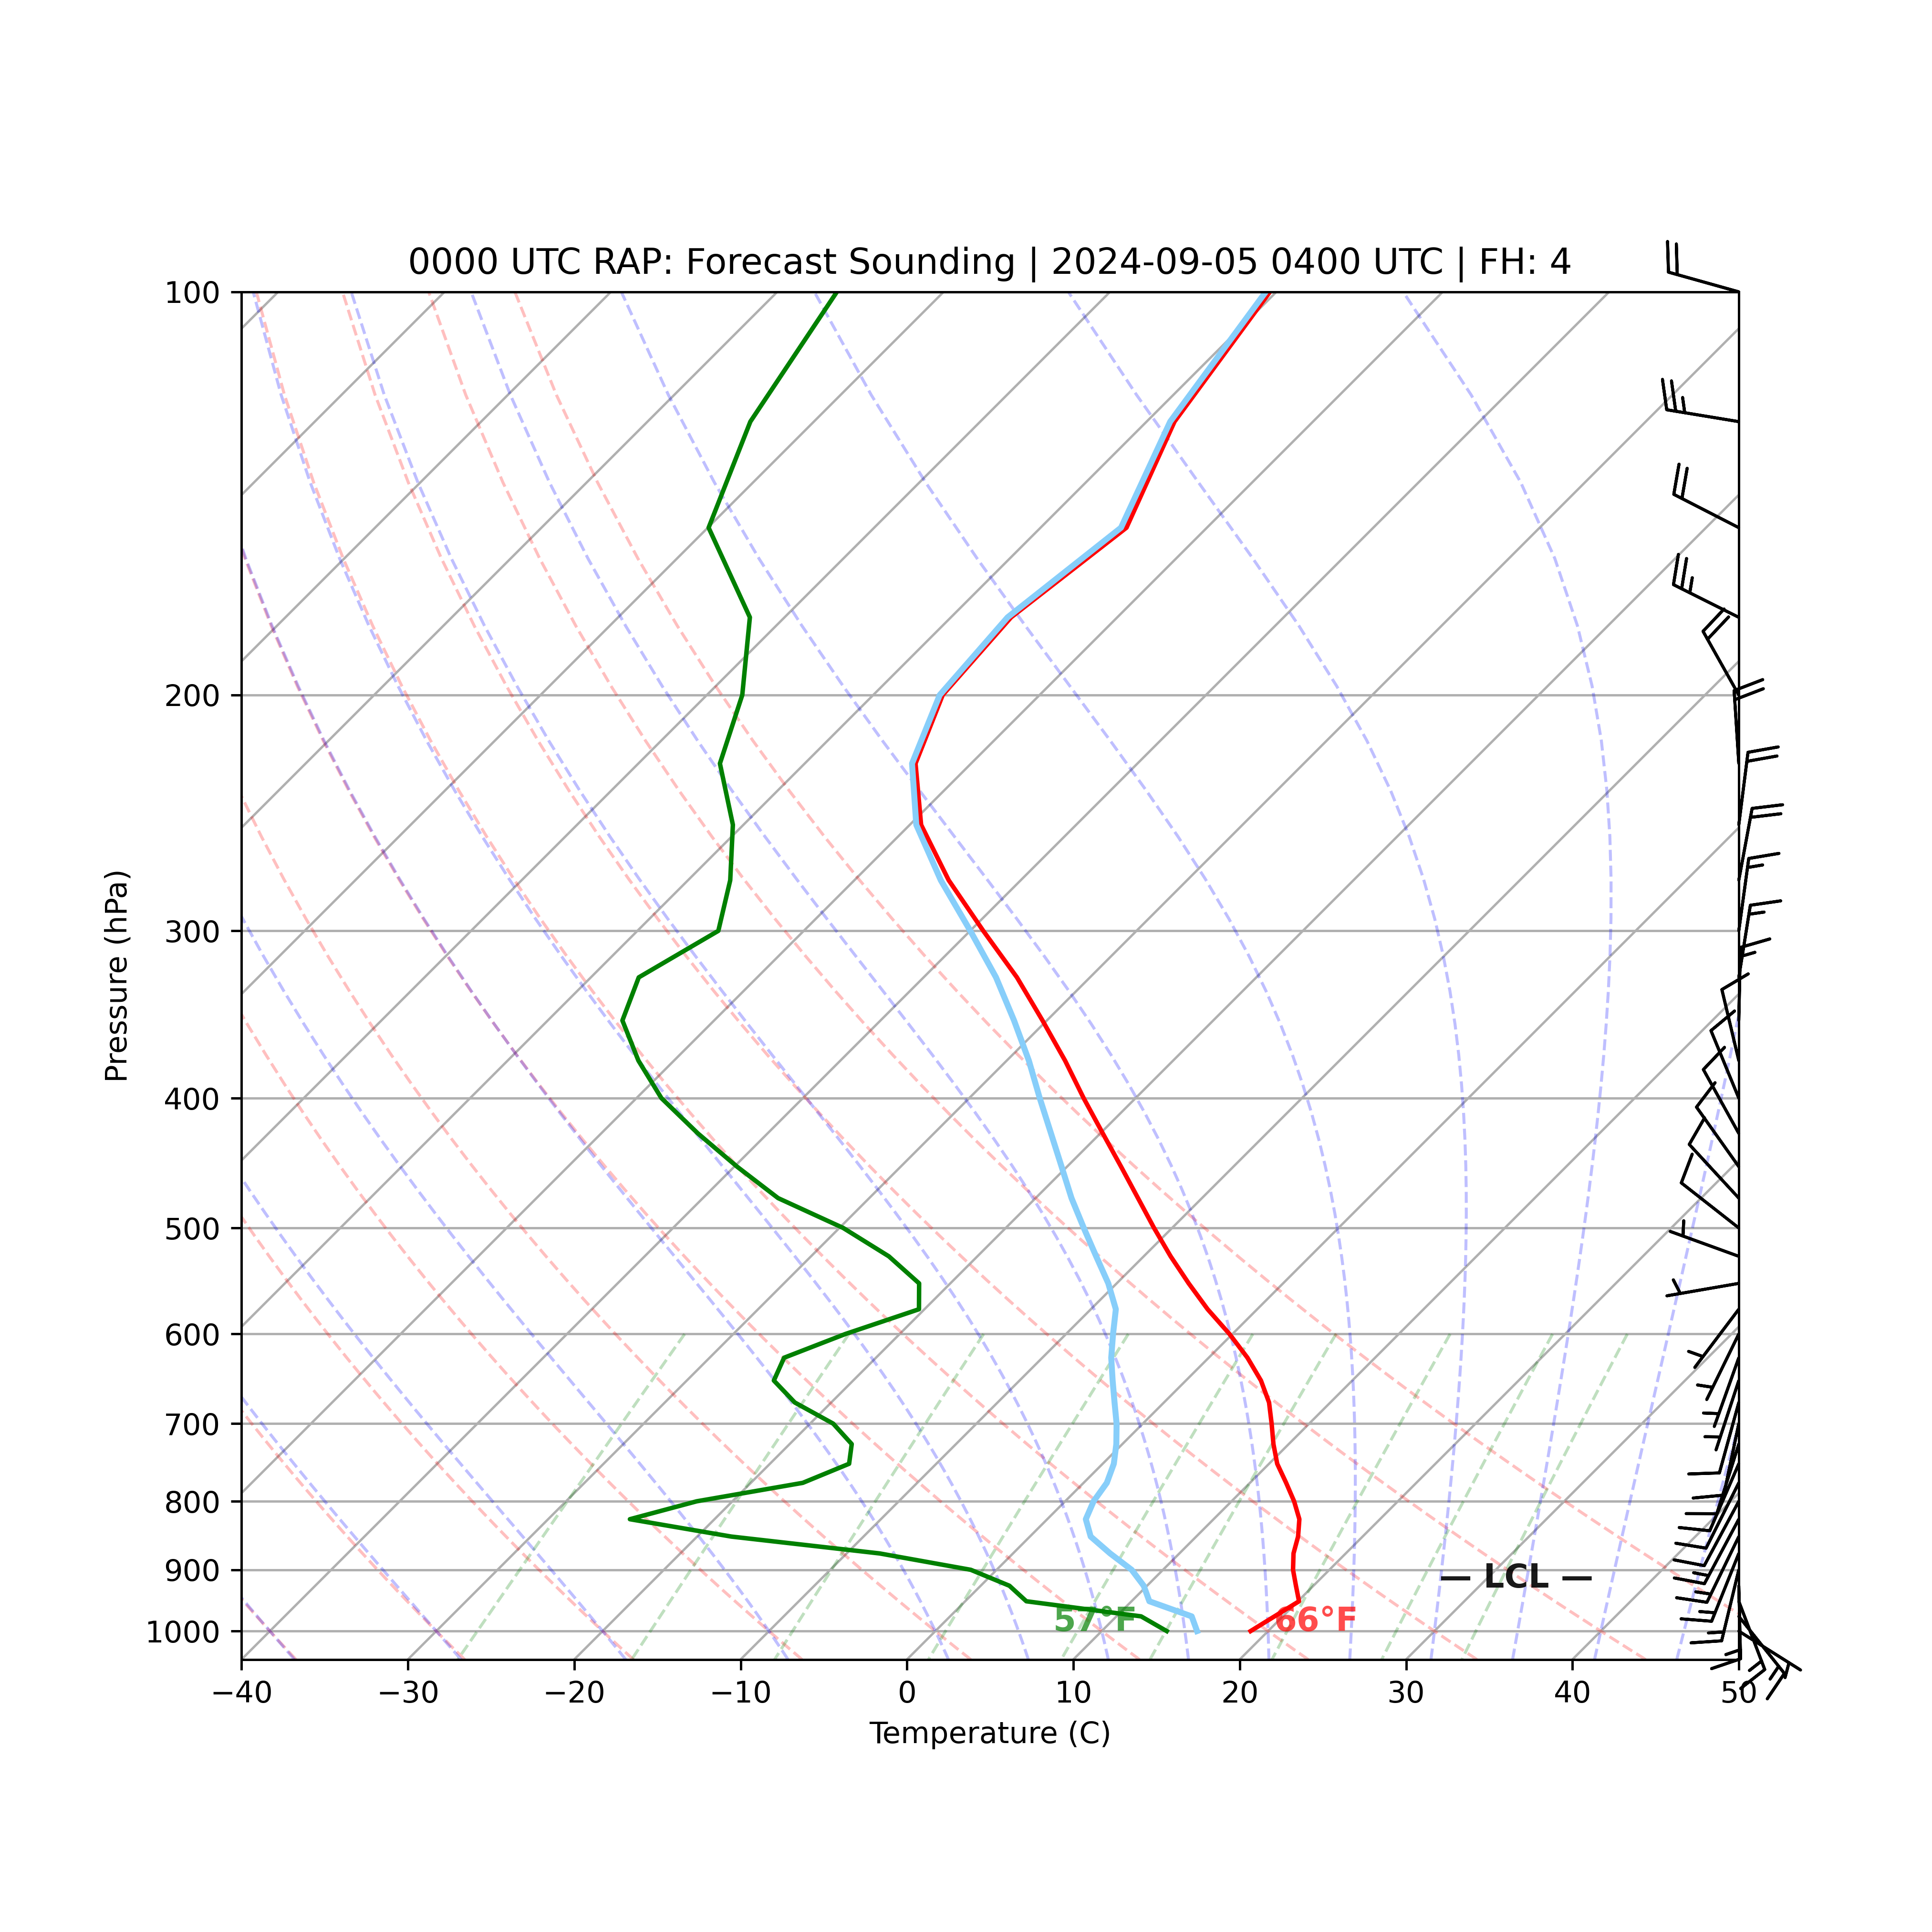 0000 UTC RAP: Forecast Sounding | 2024-09-05 0400 UTC | FH: 4
100
200
300
400
500
600
700
800
900
1000
Pressure (hPa)
— LCL —
57°F
66°F
−40 −30 −20 −10 0 10 20 30 40 50
Temperature (C)